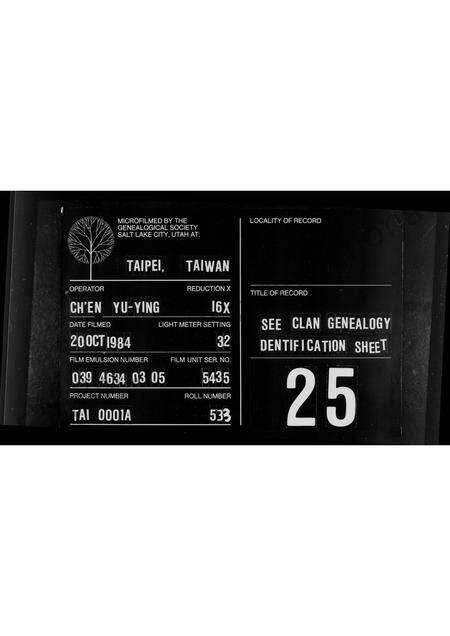 MICROFILMED BY THE
GENEALOGICAL SOCIETY
SALT LAKE CITY, UTAH AT:
TAIPEI, TAIWAN
OPERATOR REDUCTION X
CH'EN YU-YING 16X
DATE FILMED LIGHT METER SETTING
20 OCT 1984 32
FILM EMULSION NUMBER FILM UNIT SER. NO.
039 4634 03 05 5435
PROJECT NUMBER ROLL NUMBER
TAI 0001A 533
LOCALITY OF RECORD
TITLE OF RECORD
SEE CLAN GENEALOGY
DENTIFICATION SHEET
25